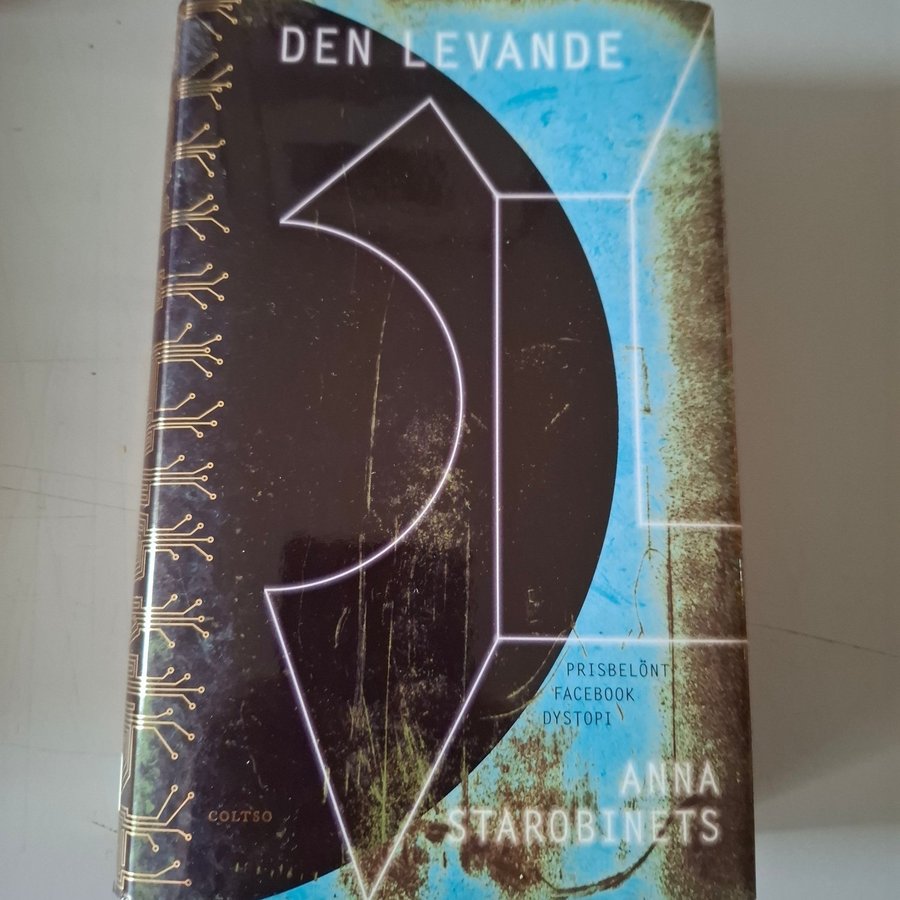 DEN LEVANDE
PRISBELÖNT
FACEBOOK
DYSTOPI
ANNA
STAROBINETS
COLTSO